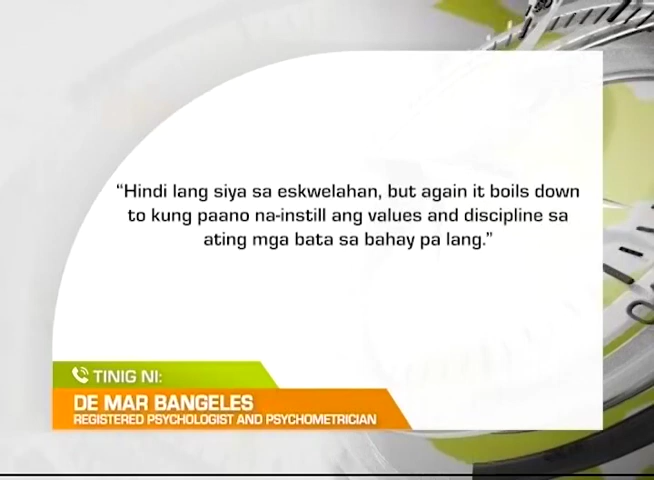 “Hindi lang siya sa eskwelahan, but again it boils down
to kung paano na-instill ang values and discipline sa
ating mga bata sa bahay pa lang.”
TINIG NI:
DE MAR BANGELES
REGISTERED PSYCHOLOGIST AND PSYCHOMETRICIAN